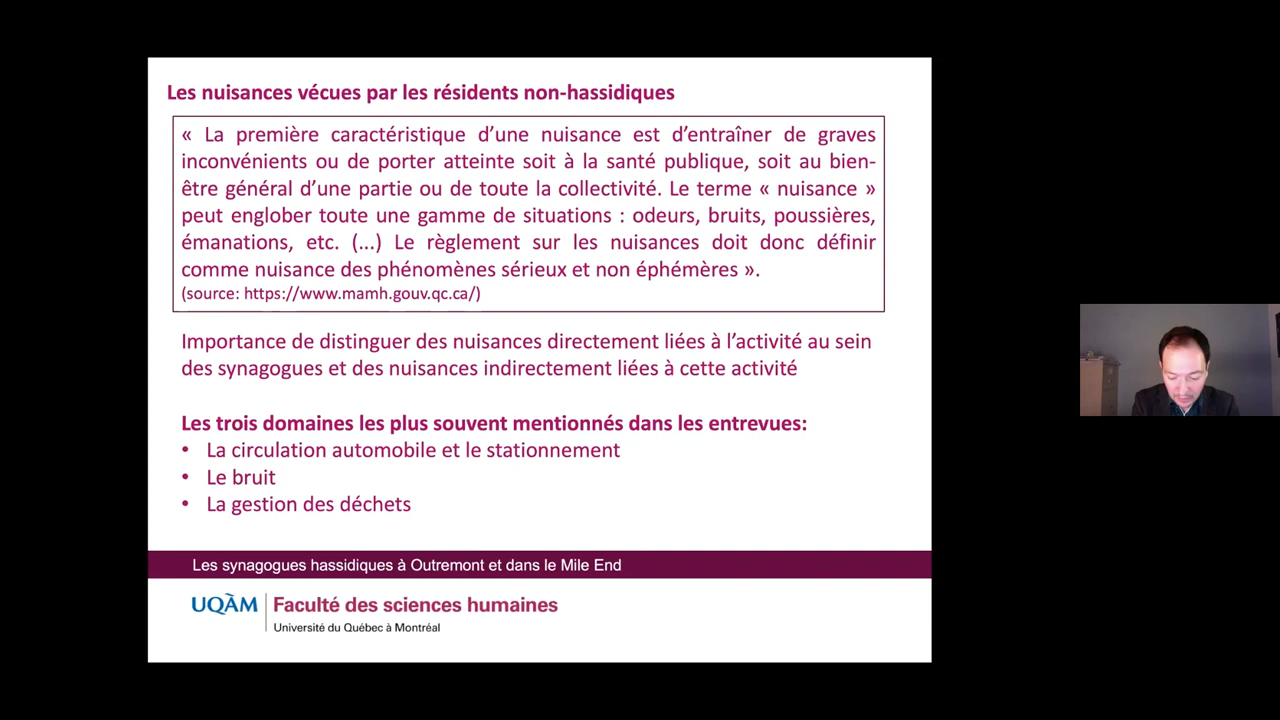 Les nuisances vécues par les résidents non-hassidiques
« La première caractéristique d’une nuisance est d’entraîner de graves
inconvénients ou de porter atteinte soit à la santé publique, soit au bien-
être général d’une partie ou de toute la collectivité. Le terme « nuisance »
peut englober toute une gamme de situations : odeurs, bruits, poussières,
émanations, etc. (...) Le règlement sur les nuisances doit donc définir
comme nuisance des phénomènes sérieux et non éphémères ».
(source: https://www.mamh.gouv.qc.ca/)
Importance de distinguer des nuisances directement liées à l’activité au sein
des synagogues et des nuisances indirectement liées à cette activité
Les trois domaines les plus souvent mentionnés dans les entrevues:
• La circulation automobile et le stationnement
• Le bruit
• La gestion des déchets
Les synagogues hassidiques à Outremont et dans le Mile End
UQÀM Faculté des sciences humaines
Université du Québec à Montréal